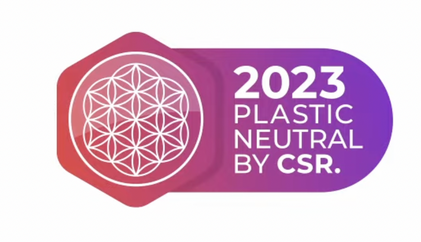 2023
PLASTIC
NEUTRAL
BY CSR.